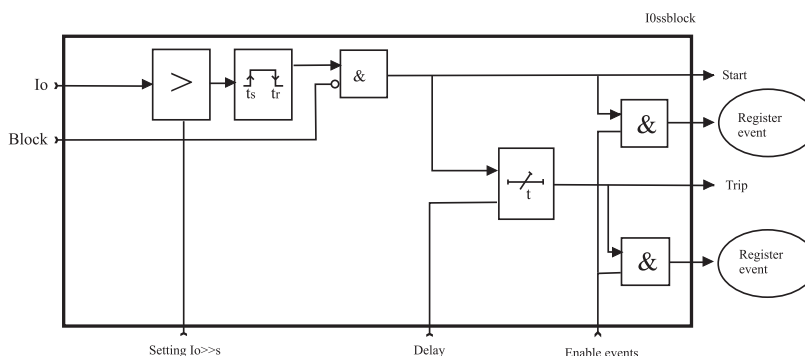 I0ssblock
Io
>
ts
tr
&
Start
Block
&
Register
event
t
Trip
&
Register
event
Setting Io>>s
Delay
Enable events